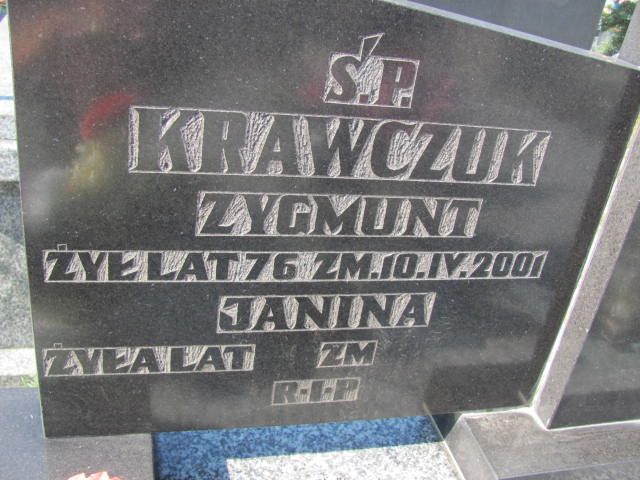 Ś.P.
KRAWCZUK
ZYGMUNT
ŻYŁ LAT 76 ZM.10.IV.2001
JANINA
ŻYŁA LAT ZM
R-I-P